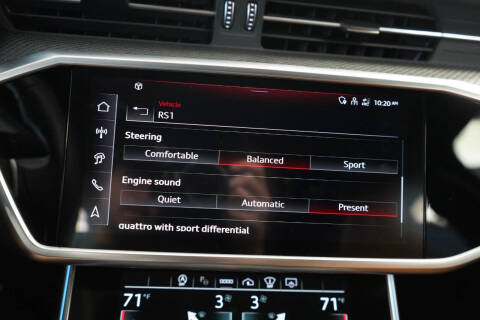 10:20 AM
Vehicle
RS1
Steering
Comfortable Balanced Sport
Engine sound
Quiet Automatic Present
quattro with sport differential
71°F 3 3 71°F